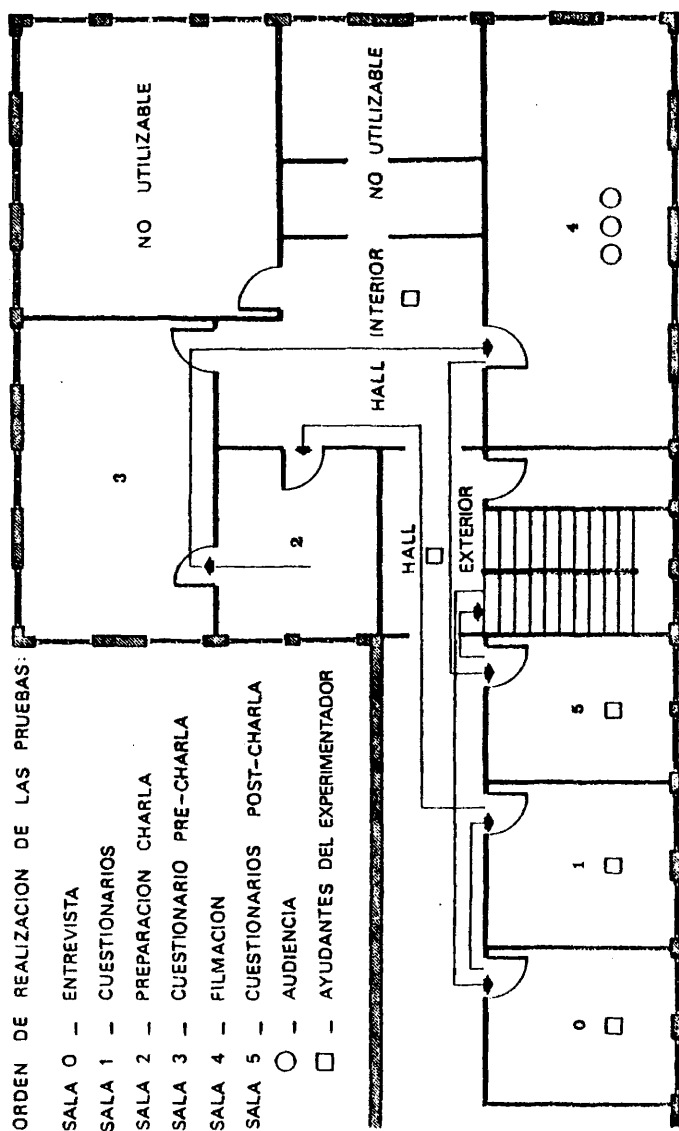 ORDEN DE REALIZACION DE LAS PRUEBAS:
SALA 0 – ENTREVISTA
SALA 1 – CUESTIONARIOS
SALA 2 – PREPARACION CHARLA
SALA 3 – CUESTIONARIO PRE-CHARLA
SALA 4 – FILMACION
SALA 5 – CUESTIONARIOS POST-CHARLA
– AUDIENCIA
– AYUDANTES DEL EXPERIMENTADOR
3
NO UTILIZABLE
2
HALL INTERIOR
NO UTILIZABLE
HALL
EXTERIOR
0
1
5
4